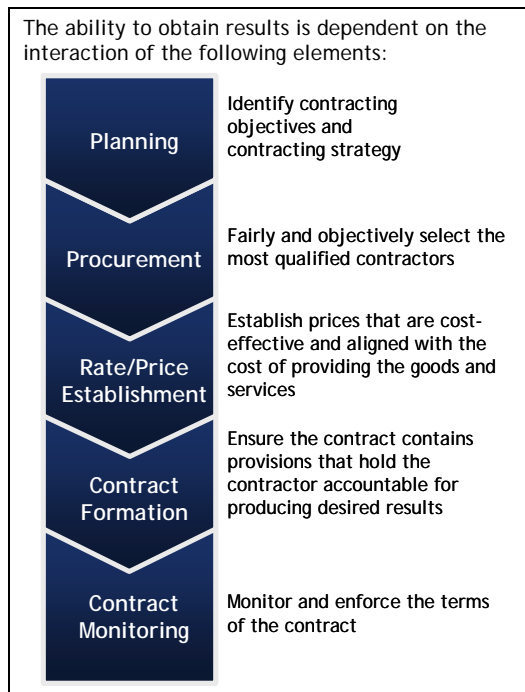 The ability to obtain results is dependent on the
interaction of the following elements:
Planning
Identify contracting
objectives and
contracting strategy
Procurement
Fairly and objectively select the
most qualified contractors
Rate/Price
Establishment
Establish prices that are cost-
effective and aligned with the
cost of providing the goods and
services
Contract
Formation
Ensure the contract contains
provisions that hold the
contractor accountable for
producing desired results
Contract
Monitoring
Monitor and enforce the terms
of the contract